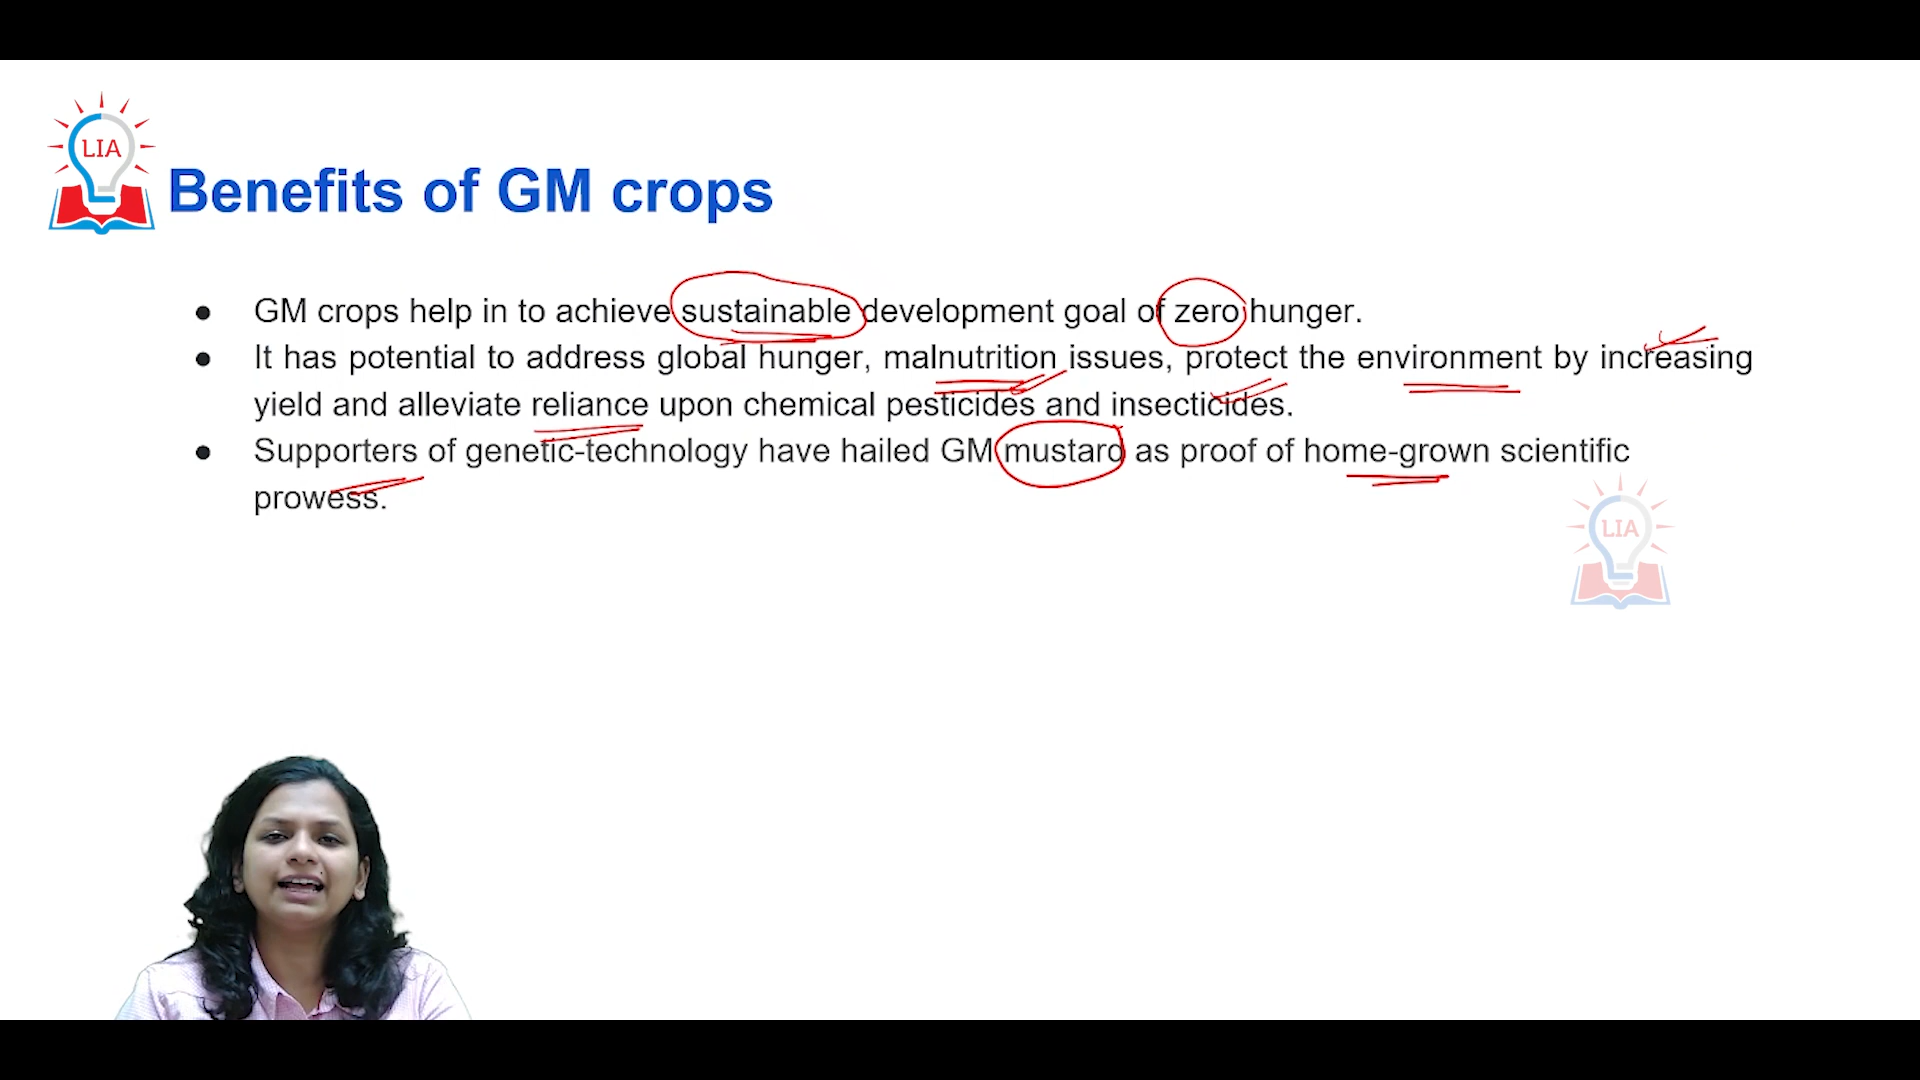 LIA
Benefits of GM crops
● GM crops help in to achieve sustainable development goal of zero hunger.
● It has potential to address global hunger, malnutrition issues, protect the environment by increasing
yield and alleviate reliance upon chemical pesticides and insecticides.
● Supporters of genetic-technology have hailed GM mustard as proof of home-grown scientific
prowess.
LIA